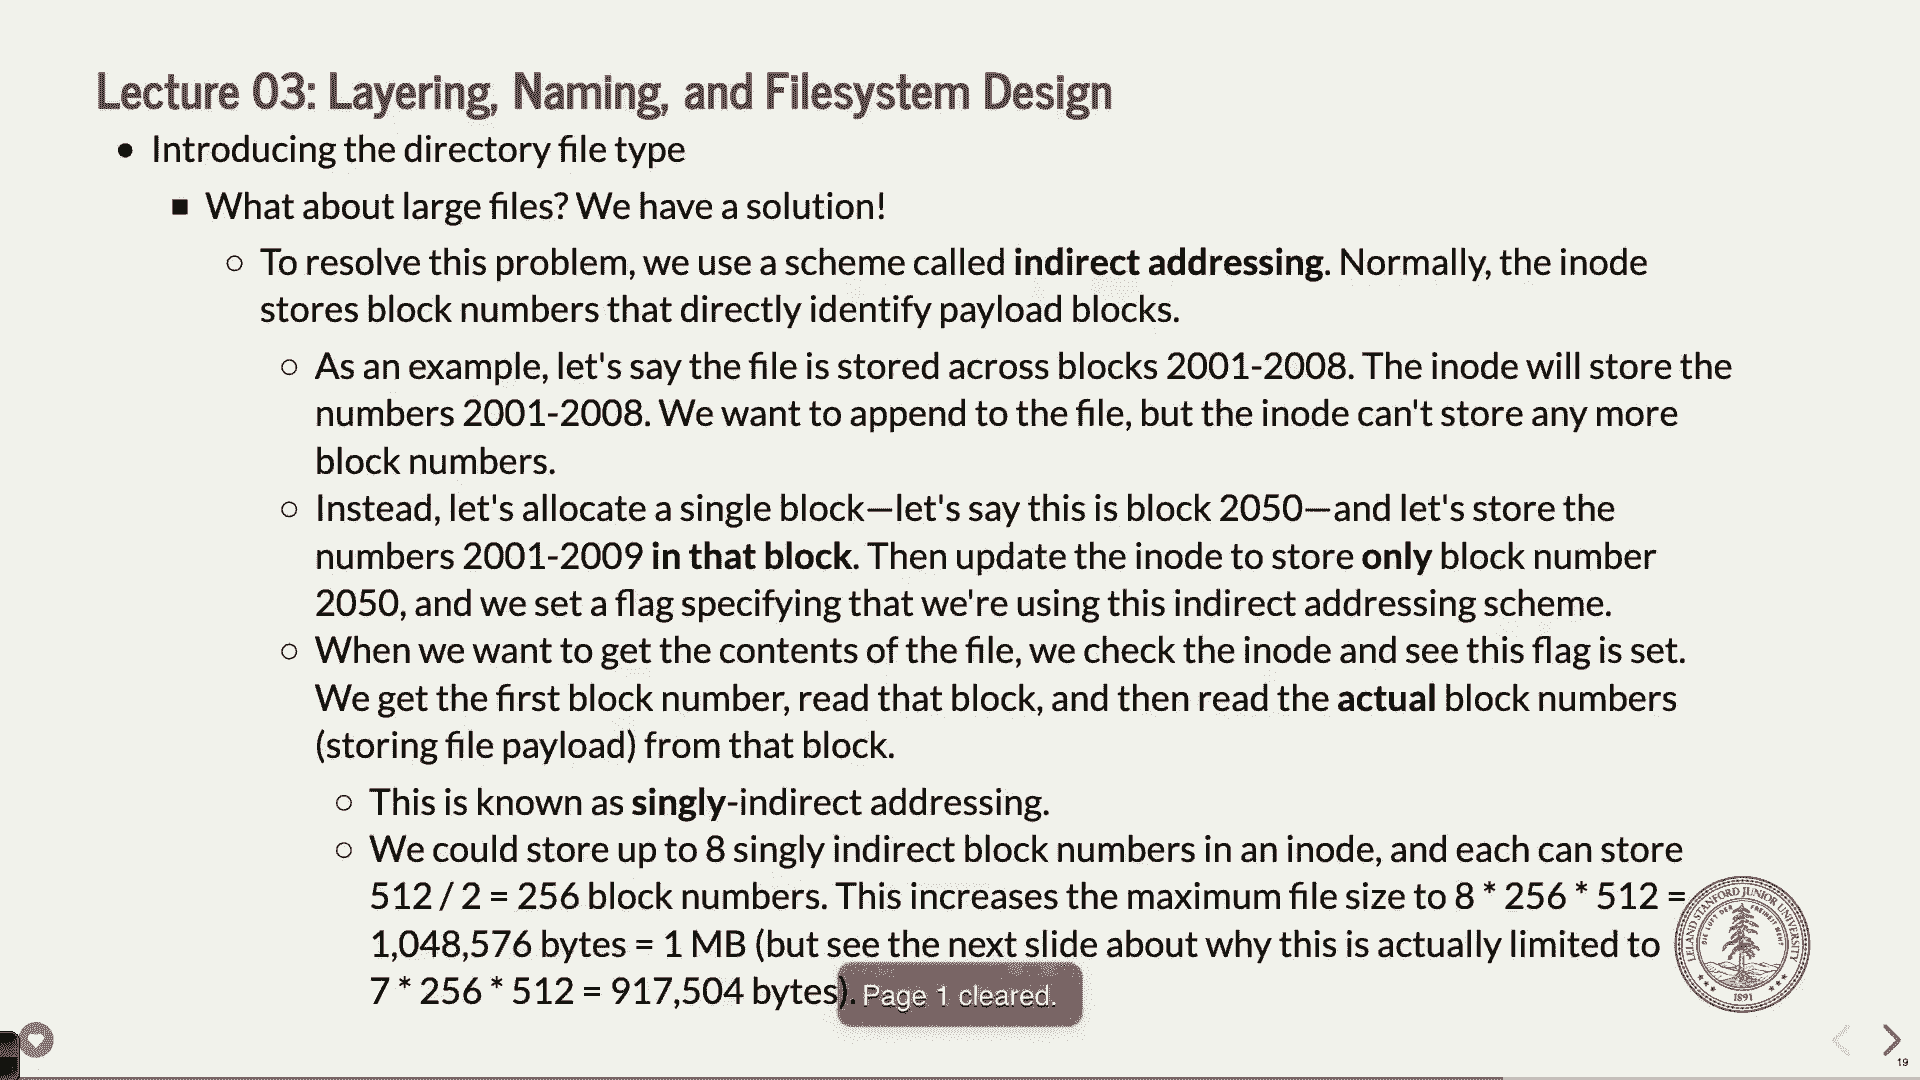 Lecture 03: Layering, Naming, and Filesystem Design
• Introducing the directory file type
▪ What about large files? We have a solution!
○ To resolve this problem, we use a scheme called indirect addressing. Normally, the inode
stores block numbers that directly identify payload blocks.
○ As an example, let's say the file is stored across blocks 2001-2008. The inode will store the
numbers 2001-2008. We want to append to the file, but the inode can't store any more
block numbers.
○ Instead, let's allocate a single block—let's say this is block 2050—and let's store the
numbers 2001-2009 in that block. Then update the inode to store only block number
2050, and we set a flag specifying that we're using this indirect addressing scheme.
○ When we want to get the contents of the file, we check the inode and see this flag is set.
We get the first block number, read that block, and then read the actual block numbers
(storing file payload) from that block.
○ This is known as singly-indirect addressing.
○ We could store up to 8 singly indirect block numbers in an inode, and each can store
512 / 2 = 256 block numbers. This increases the maximum file size to 8 * 256 * 512 =
1,048,576 bytes = 1 MB (but see the next slide about why this is actually limited to
7 * 256 * 512 = 917,504 bytes).
Page 1 cleared.
LELAND STANFORD JUNIOR UNIVERSITY
1891
19